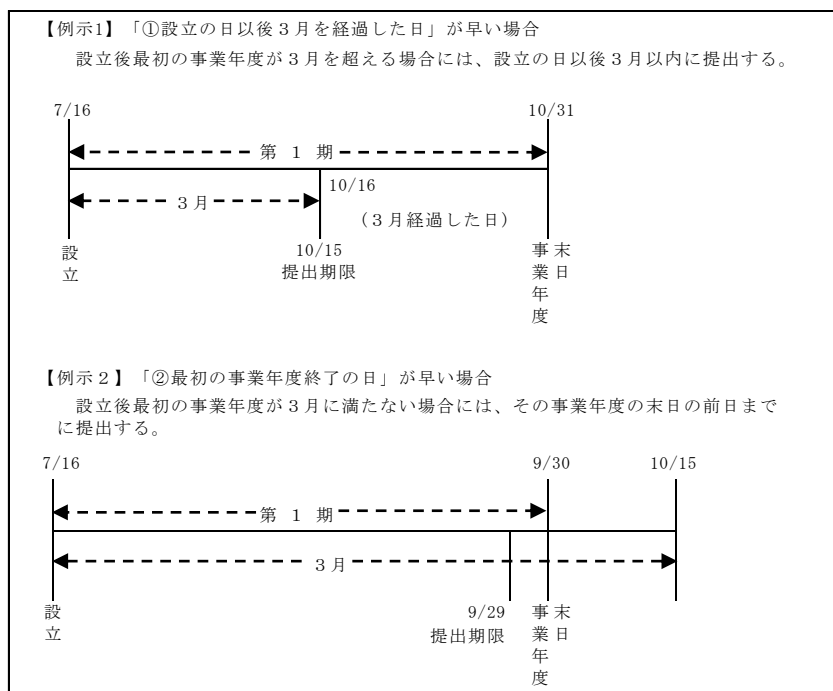 【例示1】「①設立の日以後３月を経過した日」が早い場合
設立後最初の事業年度が３月を超える場合には、設立の日以後３月以内に提出する。
7/16
10/31
第 1 期
３月
10/16
（３月経過した日）
設立
10/15
提出期限
事業年度
末日
【例示２】「②最初の事業年度終了の日」が早い場合
設立後最初の事業年度が３月に満たない場合には、その事業年度の末日の前日まで
に提出する。
7/16
9/30
10/15
第 1 期
３月
設立
9/29
提出期限
事業年度
末日